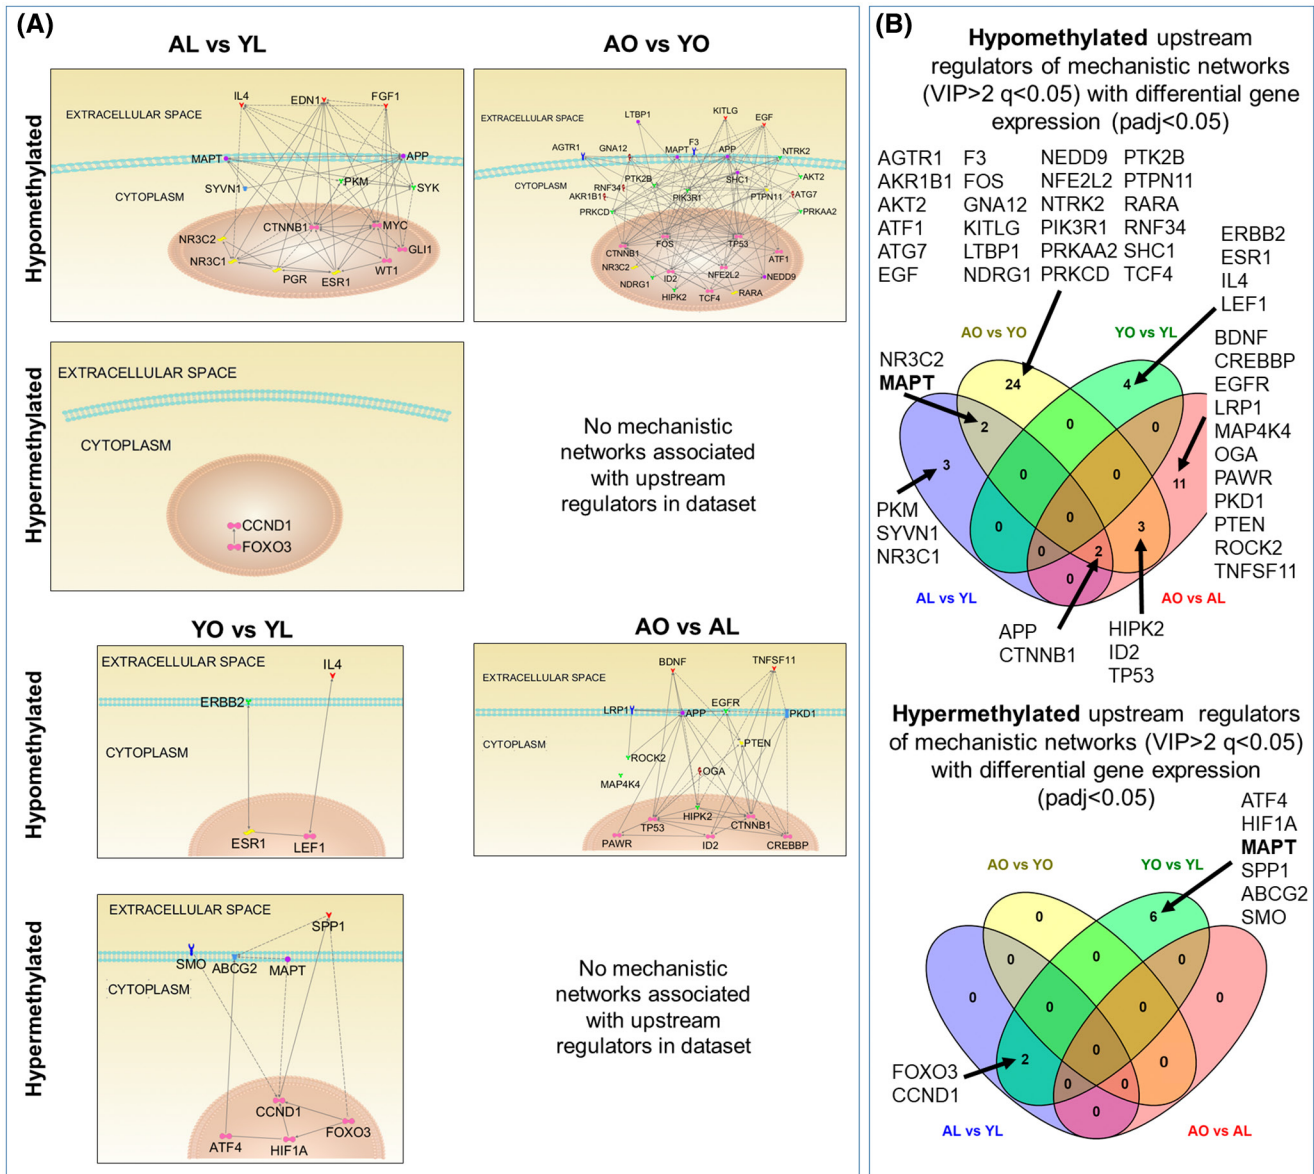 (A)
AL vs YL
AO vs YO
Hypomethylated
EXTRACELLULAR SPACE
IL4
EDN1
FGF1
MAPT
APP
CYTOPLASM
SYVN1
PKM
SYK
NR3C2
CTNNB1
MYC
GLI1
NR3C1
WT1
PGR
ESR1
EXTRACELLULAR SPACE
LTBP1
KITLG
EGF
AGTR1
GNA12
MAPT
F3
APP
NTRK2
CYTOPLASM
PTK2B
SHC1
AKT2
RNF34
AKR1B11
PIK3R1
PTPN11
ATG7
PRKCD
PRKAA2
FOS
TP53
CTNNB1
ATF1
NR3C2
ID2
NFE2L2
NEDD9
NDRG1
HIPK2
TCF4
RARA
Hypermethylated
EXTRACELLULAR SPACE
CYTOPLASM
CCND1
FOXO3
No mechanistic
networks associated
with upstream
regulators in dataset
YO vs YL
AO vs AL
Hypomethylated
EXTRACELLULAR SPACE
IL4
ERBB2
CYTOPLASM
ESR1
LEF1
BDNF
TNFSF11
EXTRACELLULAR SPACE
LRP1
APP
EGFR
PKD1
CYTOPLASM
PTEN
ROCK2
OGA
MAP4K4
HIPK2
TP53
CTNNB1
PAWR
ID2
CREBBP
Hypermethylated
EXTRACELLULAR SPACE
SPP1
SMO
ABCG2
MAPT
CYTOPLASM
CCND1
FOXO3
ATF4
HIF1A
No mechanistic
networks associated
with upstream
regulators in dataset
(B)
Hypomethylated upstream
regulators of mechanistic networks
(VIP>2 q<0.05) with differential gene
expression (padj<0.05)
AGTR1 F3 NEDD9 PTK2B
AKR1B1 FOS NFE2L2 PTPN11
AKT2 GNA12 NTRK2 RARA
ATF1 KITLG PIK3R1 RNF34
ATG7 LTBP1 PRKAA2 SHC1
EGF NDRG1 PRKCD TCF4
ERBB2
ESR1
IL4
LEF1
AO vs YO
YO vs YL
NR3C2
MAPT
BDNF
CREBBP
EGFR
LRP1
MAP4K4
OGA
PAWR
PKD1
PTEN
ROCK2
TNFSF11
24
4
2
0
0
3
0
0
11
0
0
3
0
2
0
PKM
SYVN1
NR3C1
AL vs YL
AO vs AL
APP
CTNNB1
HIPK2
ID2
TP53
Hypermethylated upstream regulators
of mechanistic networks (VIP>2 q<0.05)
with differential gene expression
(padj<0.05)
ATF4
HIF1A
MAPT
SPP1
ABCG2
SMO
AO vs YO
YO vs YL
0
6
0
0
0
0
0
0
0
2
0
0
0
0
0
FOXO3
CCND1
AL vs YL
AO vs AL